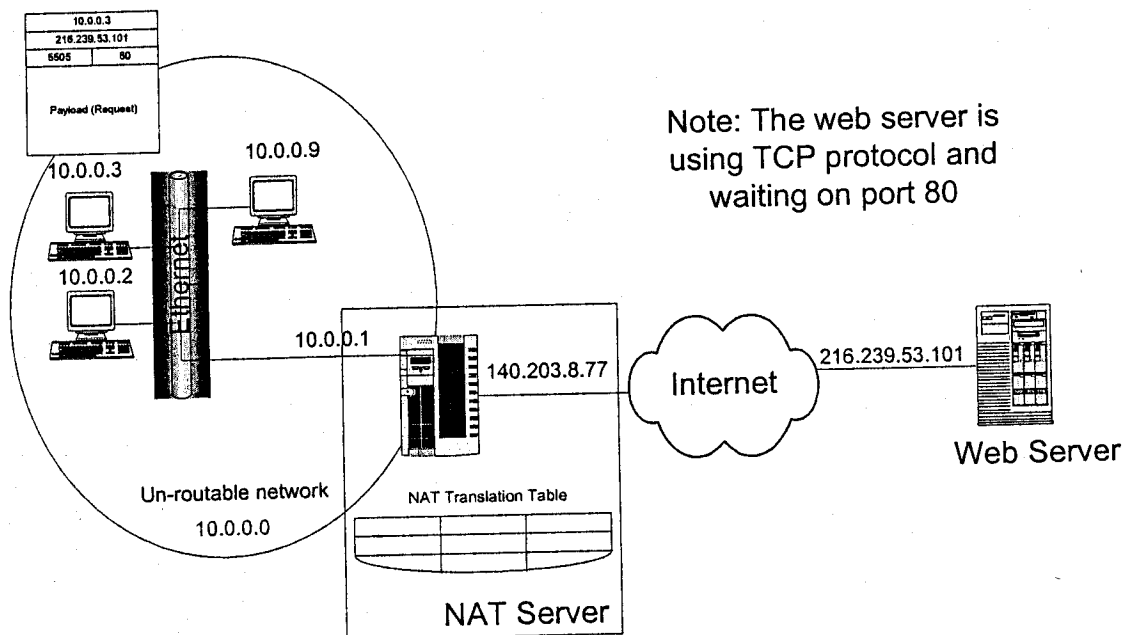 10.0.0.3
216.239.53.101
5505 80
Payload (Request)
Note: The web server is
using TCP protocol and
waiting on port 80
10.0.0.3
10.0.0.9
10.0.0.2
Ethernet
10.0.0.1
140.203.8.77
Internet
216.239.53.101
Web Server
Un-routable network
10.0.0.0
NAT Translation Table
NAT Server